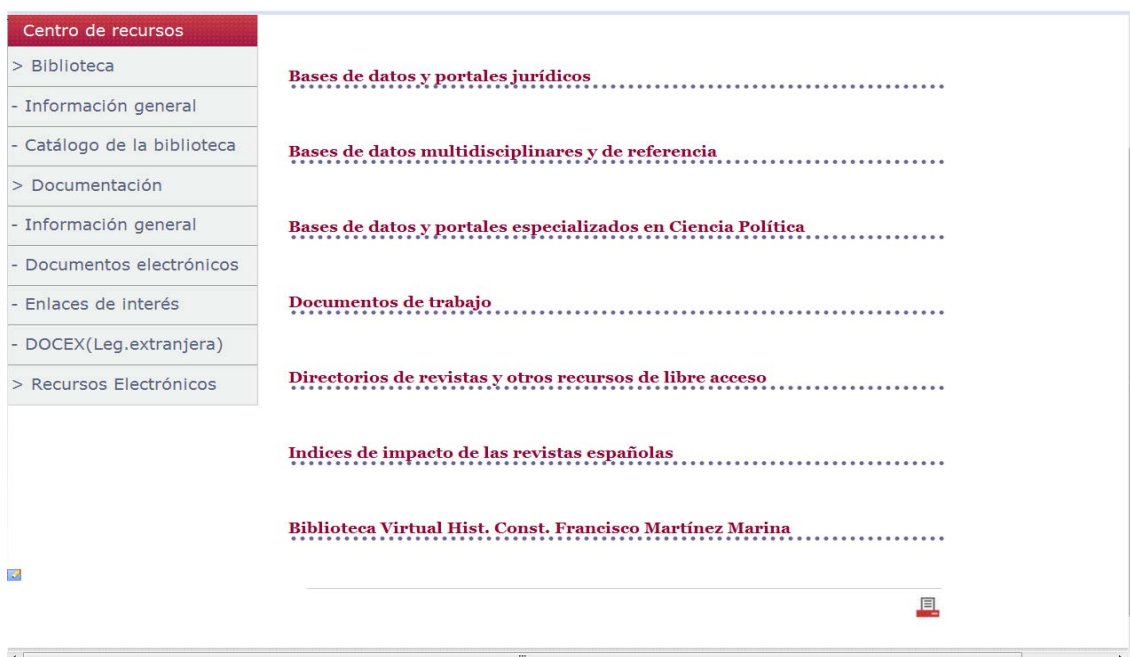 Centro de recursos
> Biblioteca
- Información general
- Catálogo de la biblioteca
> Documentación
- Información general
- Documentos electrónicos
- Enlaces de interés
- DOCEX(Leg.extranjera)
> Recursos Electrónicos
Bases de datos y portales jurídicos
Bases de datos multidisciplinares y de referencia
Bases de datos y portales especializados en Ciencia Política
Documentos de trabajo
Directorios de revistas y otros recursos de libre acceso
Indices de impacto de las revistas españolas
Biblioteca Virtual Hist. Const. Francisco Martínez Marina